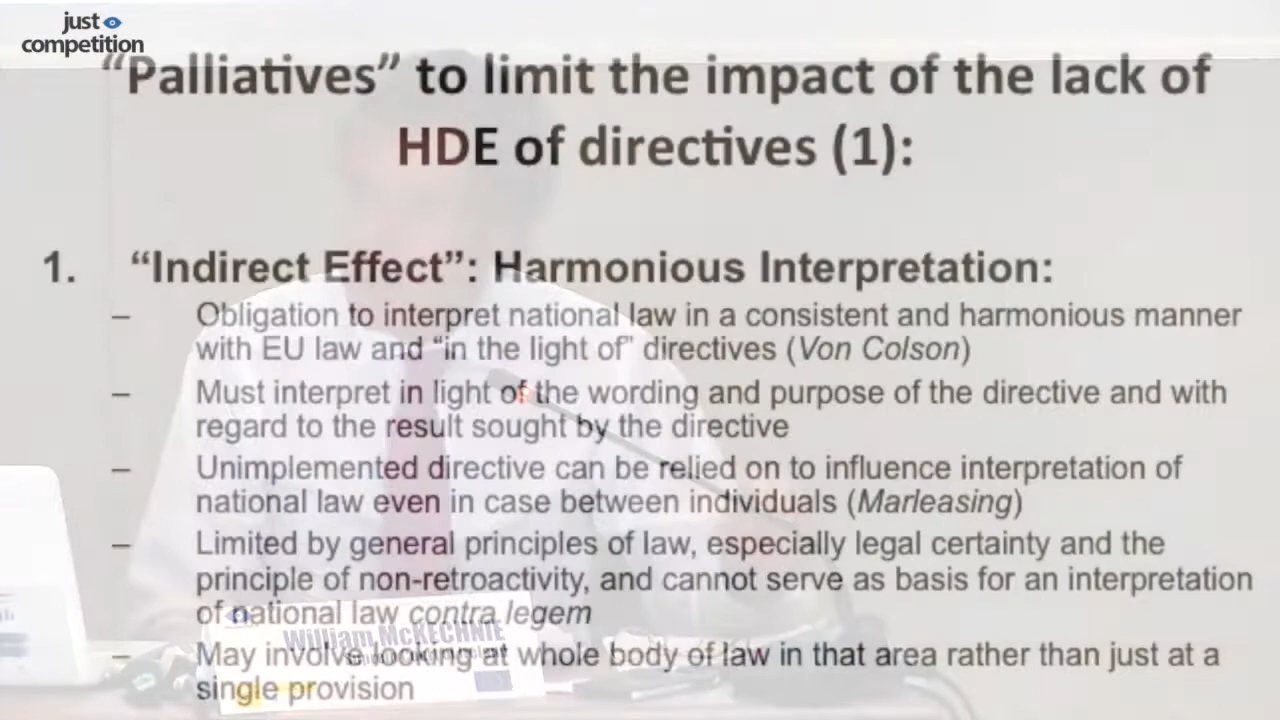 just
competition
“Palliatives” to limit the impact of the lack of
HDE of directives (1):
1. “Indirect Effect”: Harmonious Interpretation:
– Obligation to interpret national law in a consistent and harmonious manner
with EU law and “in the light of” directives (Von Colson)
– Must interpret in light of the wording and purpose of the directive and with
regard to the result sought by the directive
– Unimplemented directive can be relied on to influence interpretation of
national law even in case between individuals (Marleasing)
– Limited by general principles of law, especially legal certainty and the
principle of non-retroactivity, and cannot serve as basis for an interpretation
of national law contra legem
William McKECHNIE
– May involve looking at whole body of law in that area rather than just at a
single provision